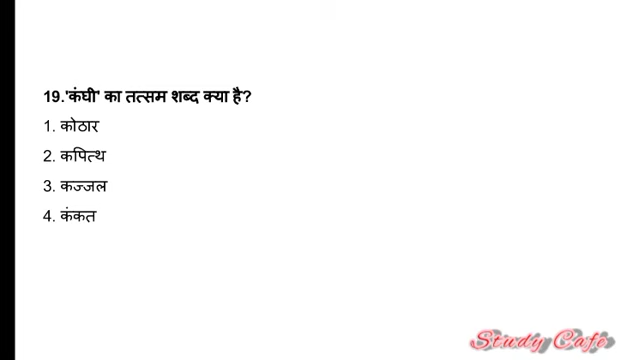 19.'कंघी' का तत्सम शब्द क्या है?
1. कोठार
2. कपित्थ
3. कज्जल
4. कंकत
Study Cafe